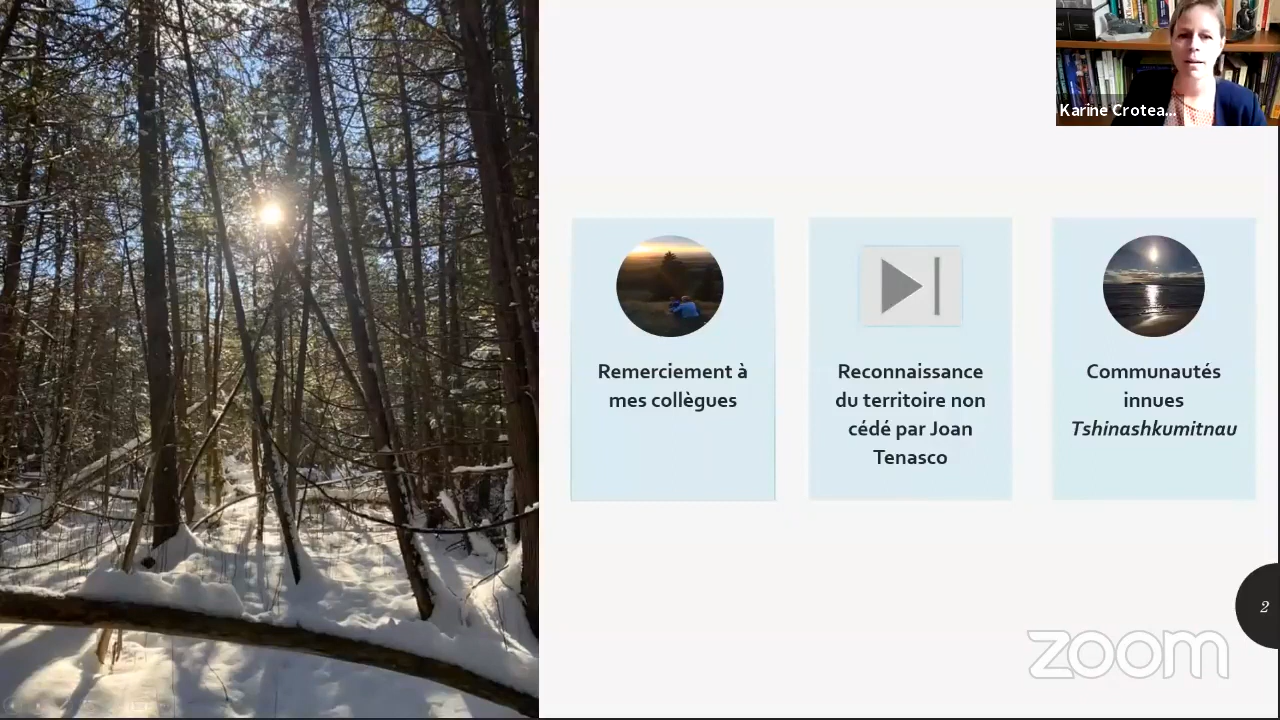 Karine Crotea...
Remerciement à
mes collègues
Reconnaissance
du territoire non
cédé par Joan
Tenasco
Communautés
innues
Tshinashkumitnau
2
zoom